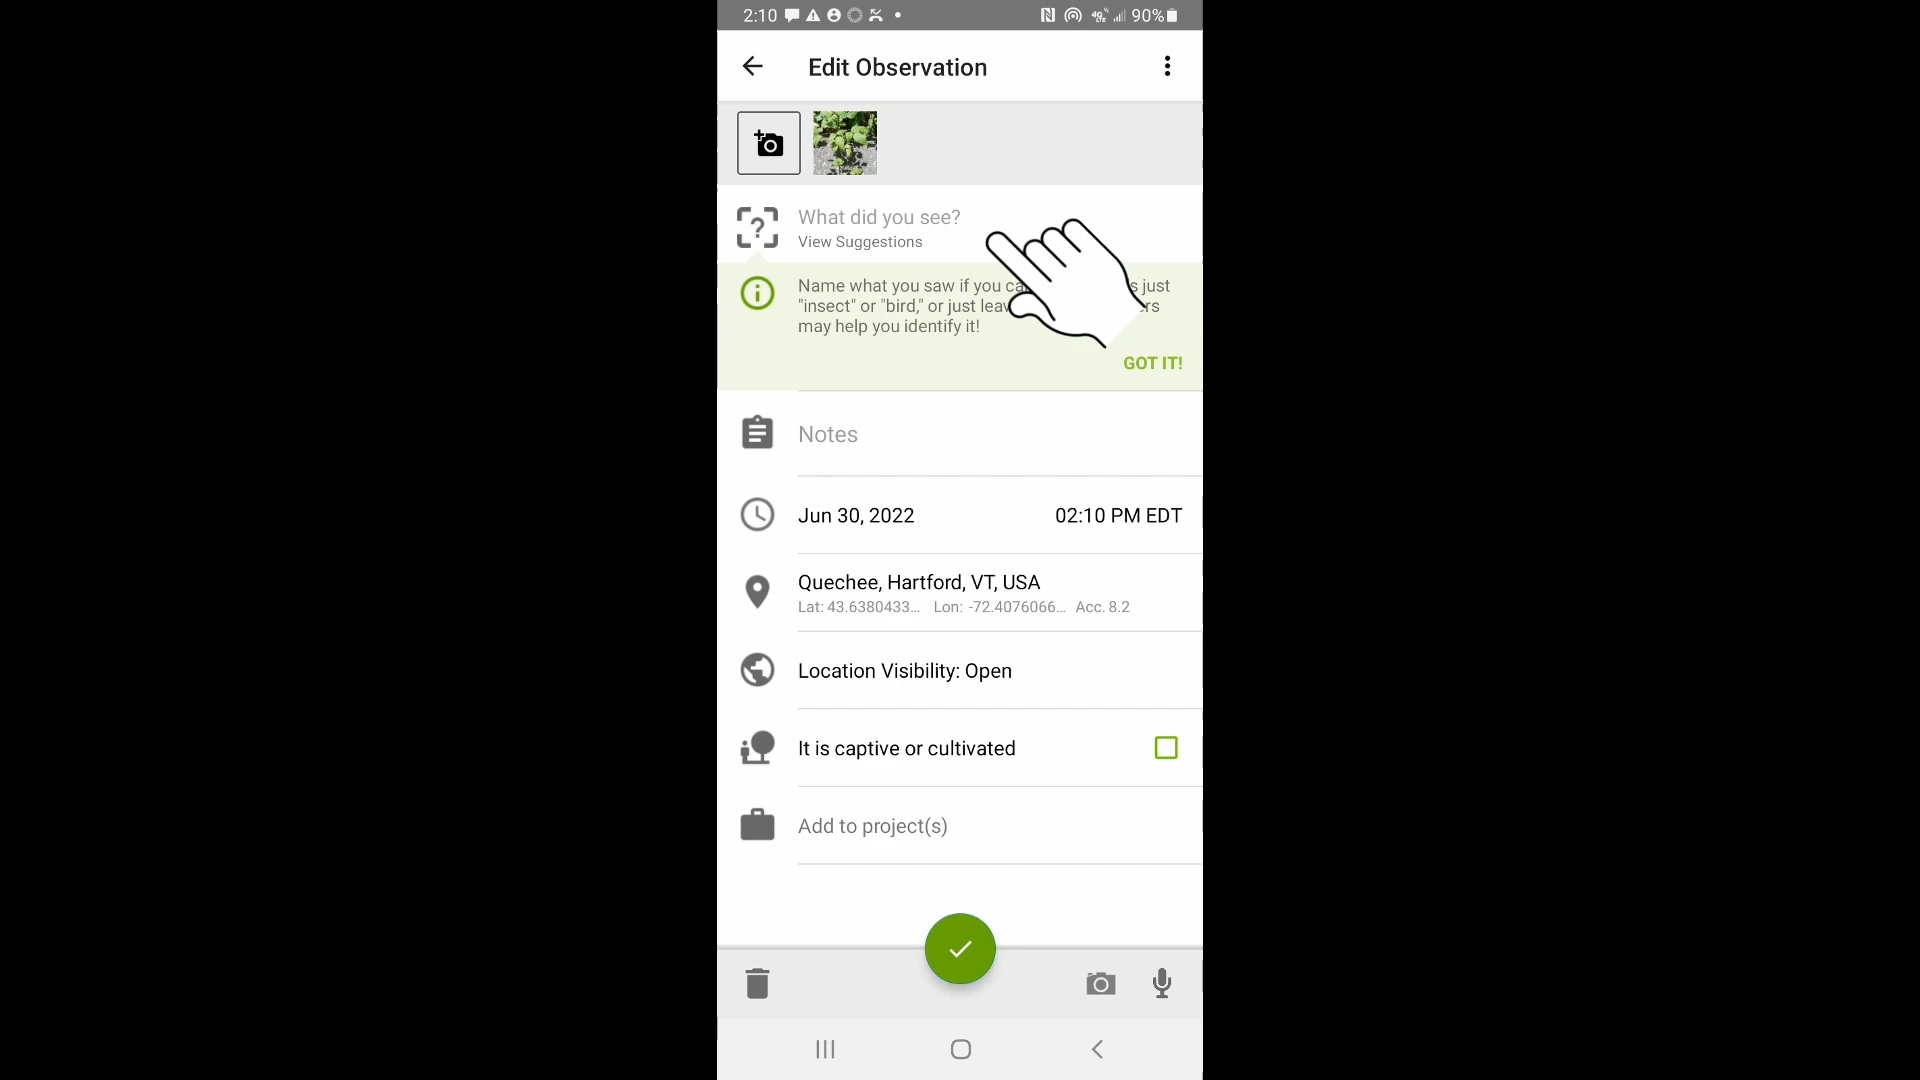 2:10 90%
Edit Observation
What did you see?
View Suggestions
Name what you saw if you ca s just
"insect" or "bird," or just leav rs
may help you identify it!
GOT IT!
Notes
Jun 30, 2022 02:10 PM EDT
Quechee, Hartford, VT, USA
Lat: 43.6380433... Lon: -72.4076066... Acc. 8.2
Location Visibility: Open
It is captive or cultivated
Add to project(s)